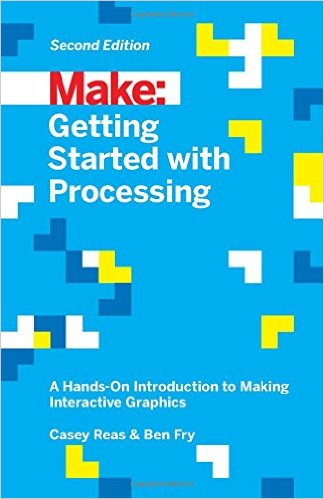 Second Edition
Make:
Getting
Started with
Processing
A Hands-On Introduction to Making
Interactive Graphics
Casey Reas & Ben Fry